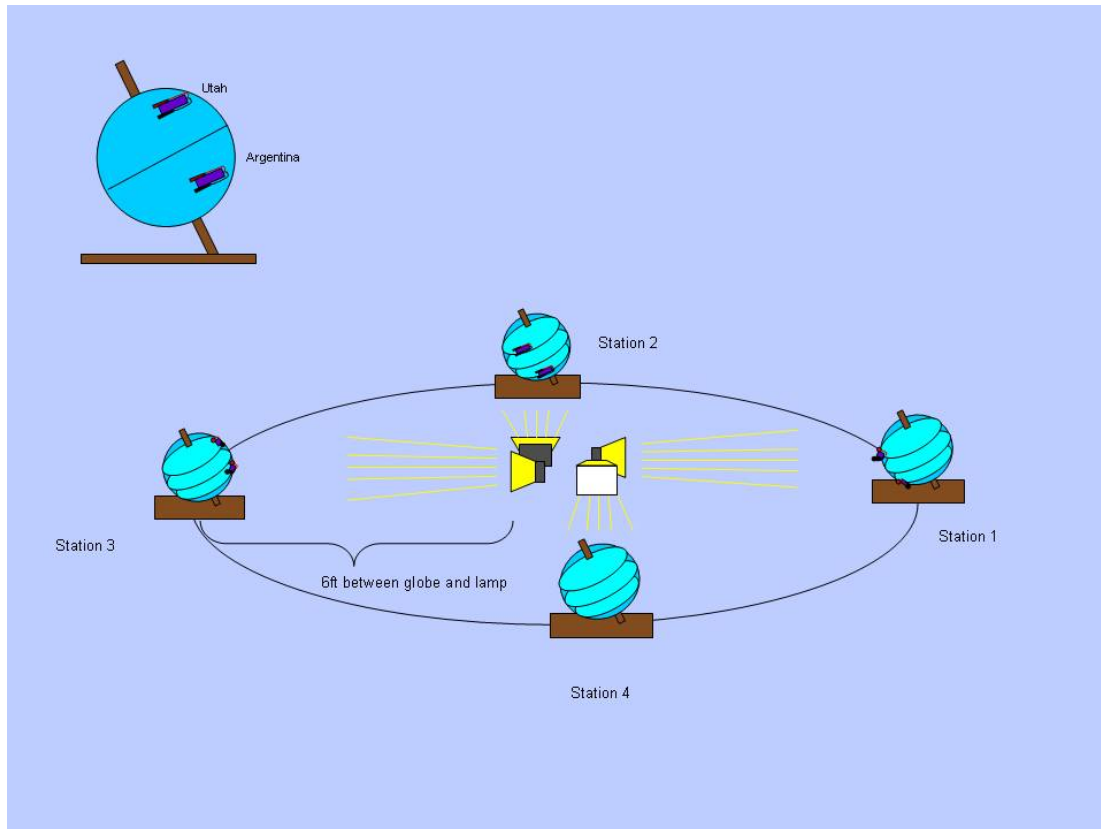 Utah
Argentina
Station 2
Station 3
Station 1
6ft between globe and lamp
Station 4